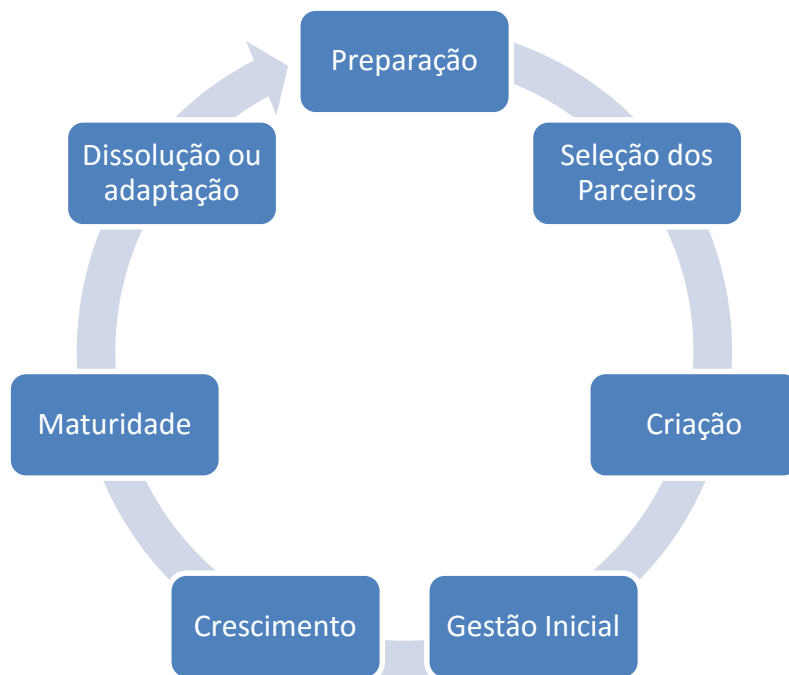 Preparação
Seleção dos
Parceiros
Criação
Gestão Inicial
Crescimento
Maturidade
Dissolução ou
adaptação